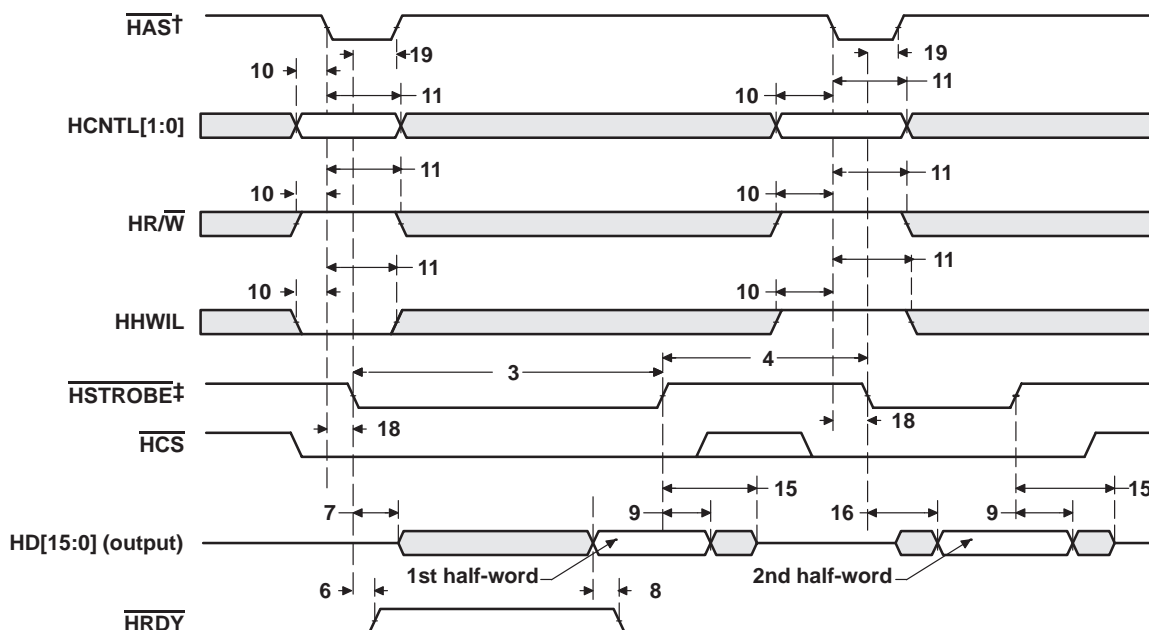 HAS†
19 19
10 11 10 11
HCNTL[1:0]
11 11
10 10
HR/W
11 11
10 10
HHWIL
3 4
HSTROBE‡
18 18
HCS
15 15
7 9 16 9
HD[15:0] (output)
1st half-word 2nd half-word
6 8
HRDY